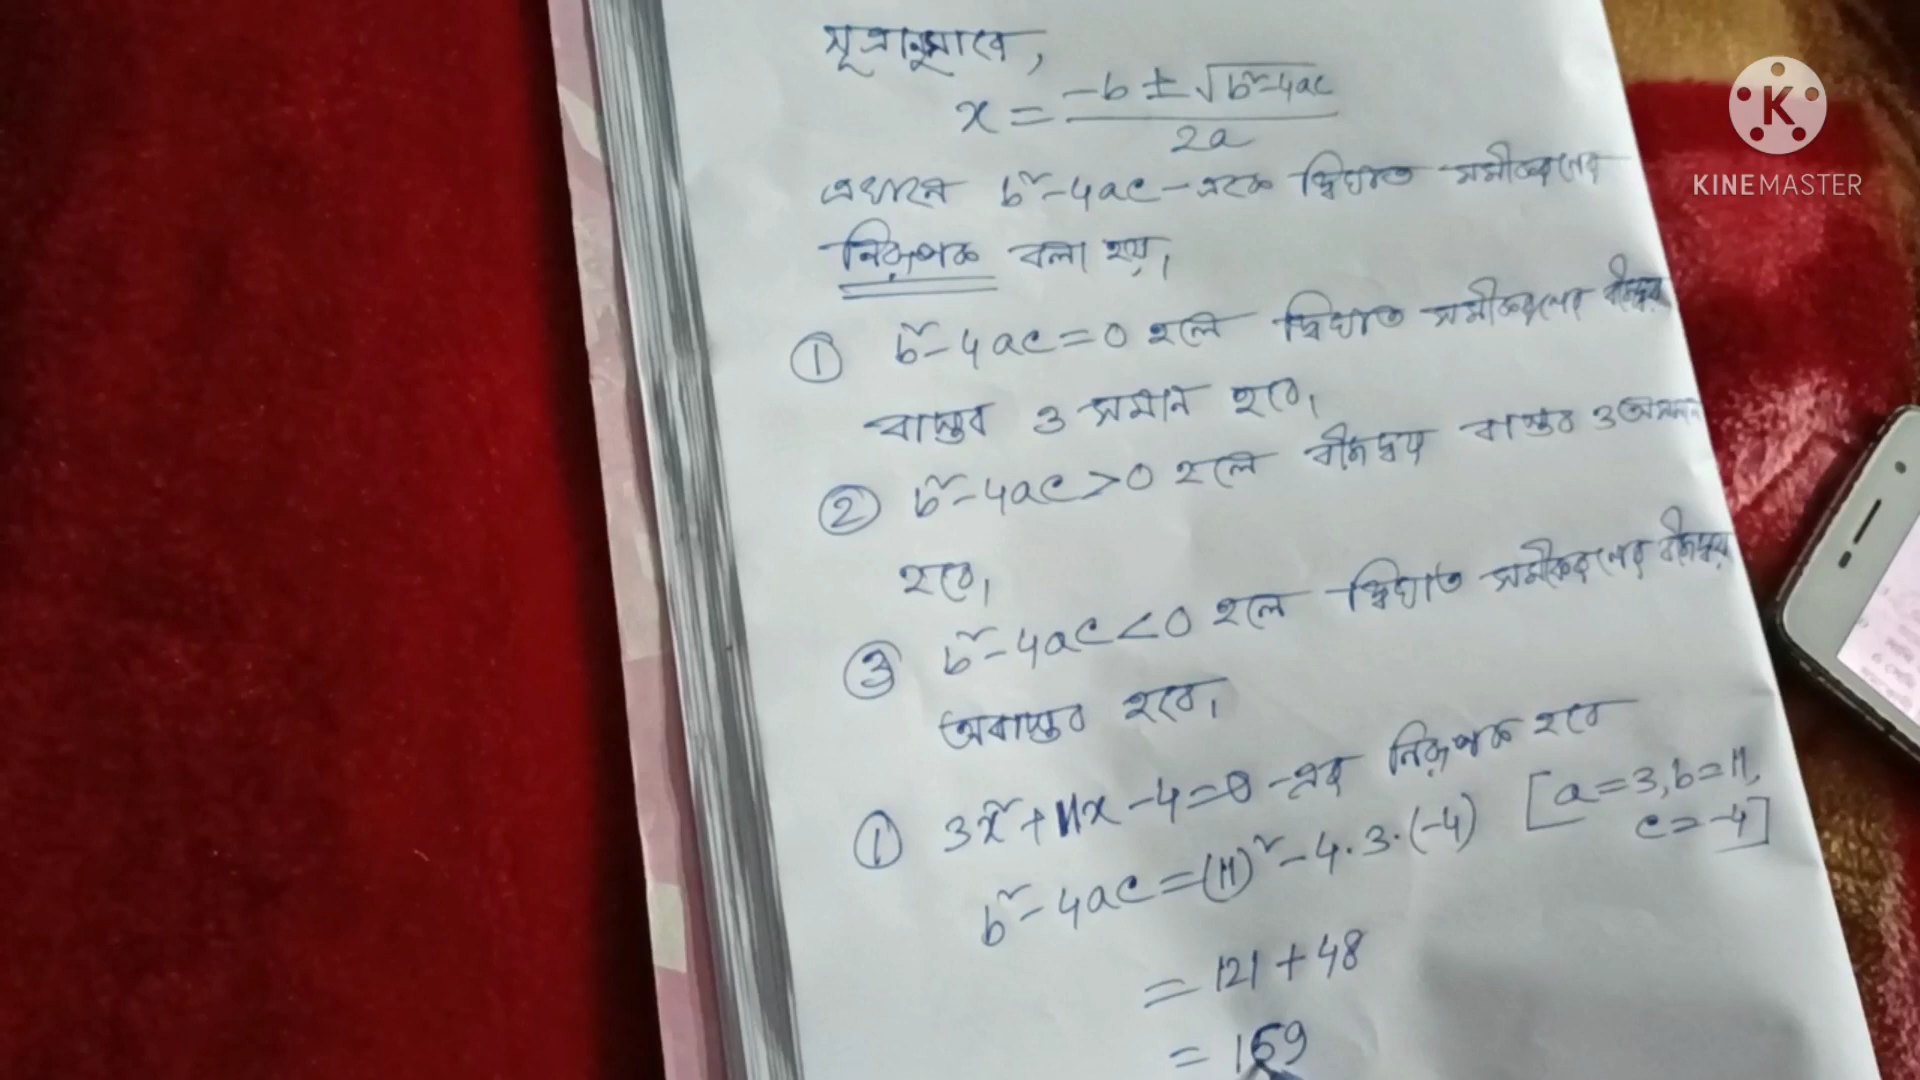 সূত্রানুসারে,
x = (-b ± √(b²-4ac)) / 2a
এখানে b²-4ac-একে দ্বিঘাত সমীকরণের
নিরূপক বলা হয়।
① b²-4ac=0 হলে দ্বিঘাত সমীকরণের বীজদ্বয়
বাস্তব ও সমান হবে।
② b²-4ac>0 হলে বীজদ্বয় বাস্তব ও অসমান
হবে।
③ b²-4ac<0 হলে দ্বিঘাত সমীকরণের বীজদ্বয়
অবাস্তব হবে।
① 3x²+11x-4=0-এর নিরূপক হবে
b²-4ac=(11)²-4.3.(-4) [a=3, b=11,
c=-4]
= 121+48
= 169
K
KINEMASTER